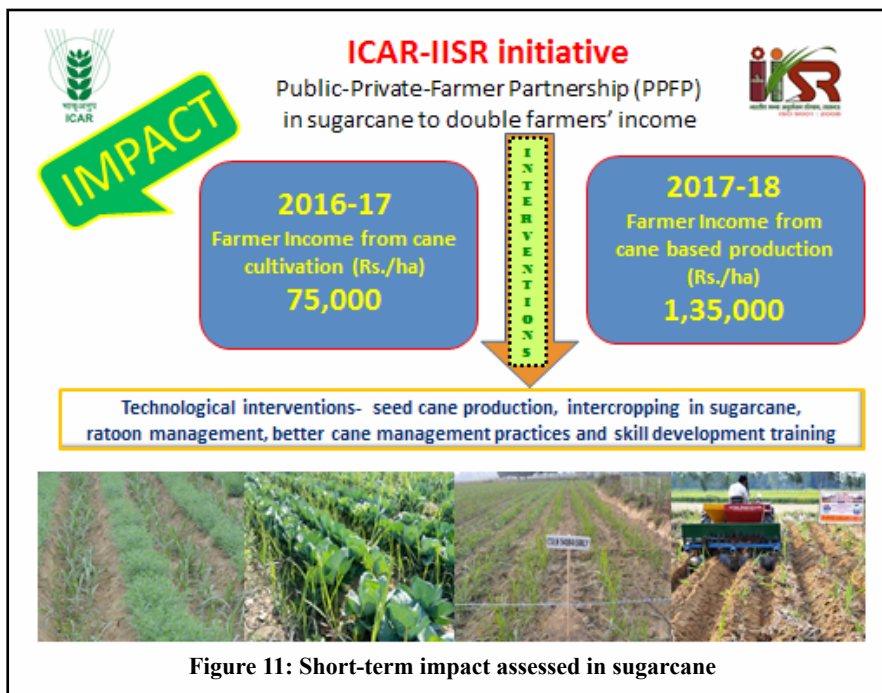 ICAR-IISR initiative
Public-Private-Farmer Partnership (PPFP)
in sugarcane to double farmers' income
ICAR
IISR
IMPACT
2016-17
Farmer Income from cane
cultivation (Rs./ha)
75,000
INTERVENTIONS
2017-18
Farmer Income from
cane based production
(Rs./ha)
1,35,000
Technological interventions- seed cane production, intercropping in sugarcane,
ratoon management, better cane management practices and skill development training
Figure 11: Short-term impact assessed in sugarcane